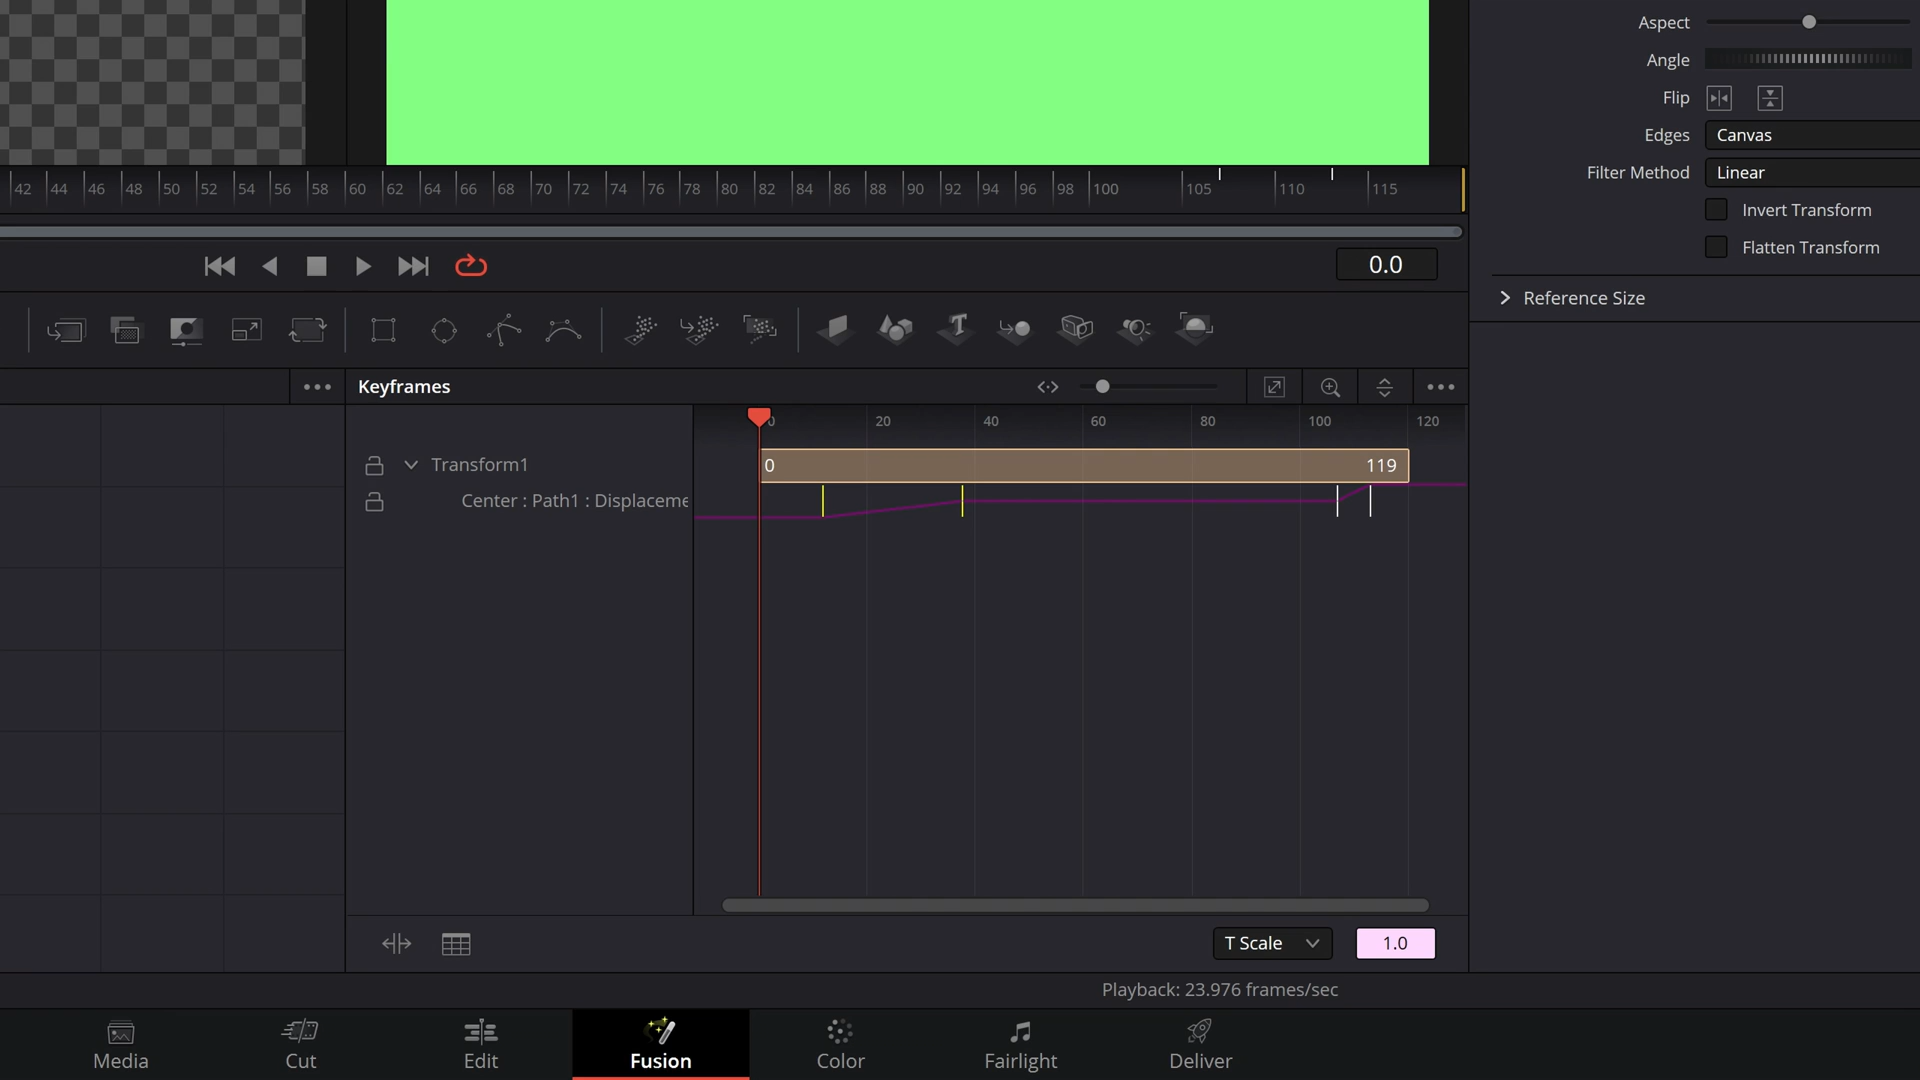 Aspect
Angle
Flip
Edges Canvas
Filter Method Linear
Invert Transform
Flatten Transform
Reference Size
42 44 46 48 50 52 54 56 58 60 62 64 66 68 70 72 74 76 78 80 82 84 86 88 90 92 94 96 98 100 105 110 115
0.0
Keyframes
0 20 40 60 80 100 120
Transform1 0 119
Center : Path1 : Displaceme
T Scale 1.0
Playback: 23.976 frames/sec
Media Cut Edit Fusion Color Fairlight Deliver